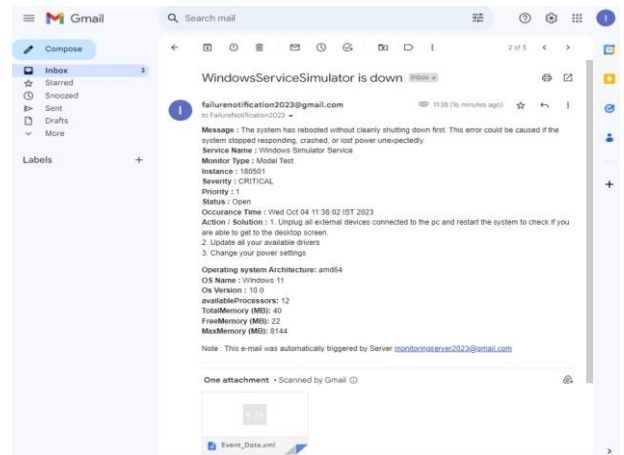 Gmail
Search mail
Compose
2 of 5
Inbox 3
Starred
Snoozed
Sent
Drafts
More
Labels +
WindowsServiceSimulator is down Inbox x
failurenotification2023@gmail.com 11:38 (16 minutes ago)
to FailureNotification2023
Message : The system has rebooted without cleanly shutting down first. This error could be caused if the
system stopped responding, crashed, or lost power unexpectedly.
Service Name : Windows Simulator Service
Monitor Type : Model Test
Instance : 180591
Severity : CRITICAL
Priority : 1
Status : Open
Occurance Time : Wed Oct 04 11:38:02 IST 2023
Action / Solution : 1. Unplug all external devices connected to the pc and restart the system to check if you
are able to get to the desktop screen.
2. Update all your available drivers
3. Change your power settings
Operating system Architecture: amd64
OS Name : Windows 11
Os Version : 10.0
availableProcessors: 12
TotalMemory (MB): 40
FreeMemory (MB): 22
MaxMemory (MB): 8144
Note : This e-mail was automatically triggered by Server monitoringserver2023@gmail.com
One attachment • Scanned by Gmail
Event_Data.xml